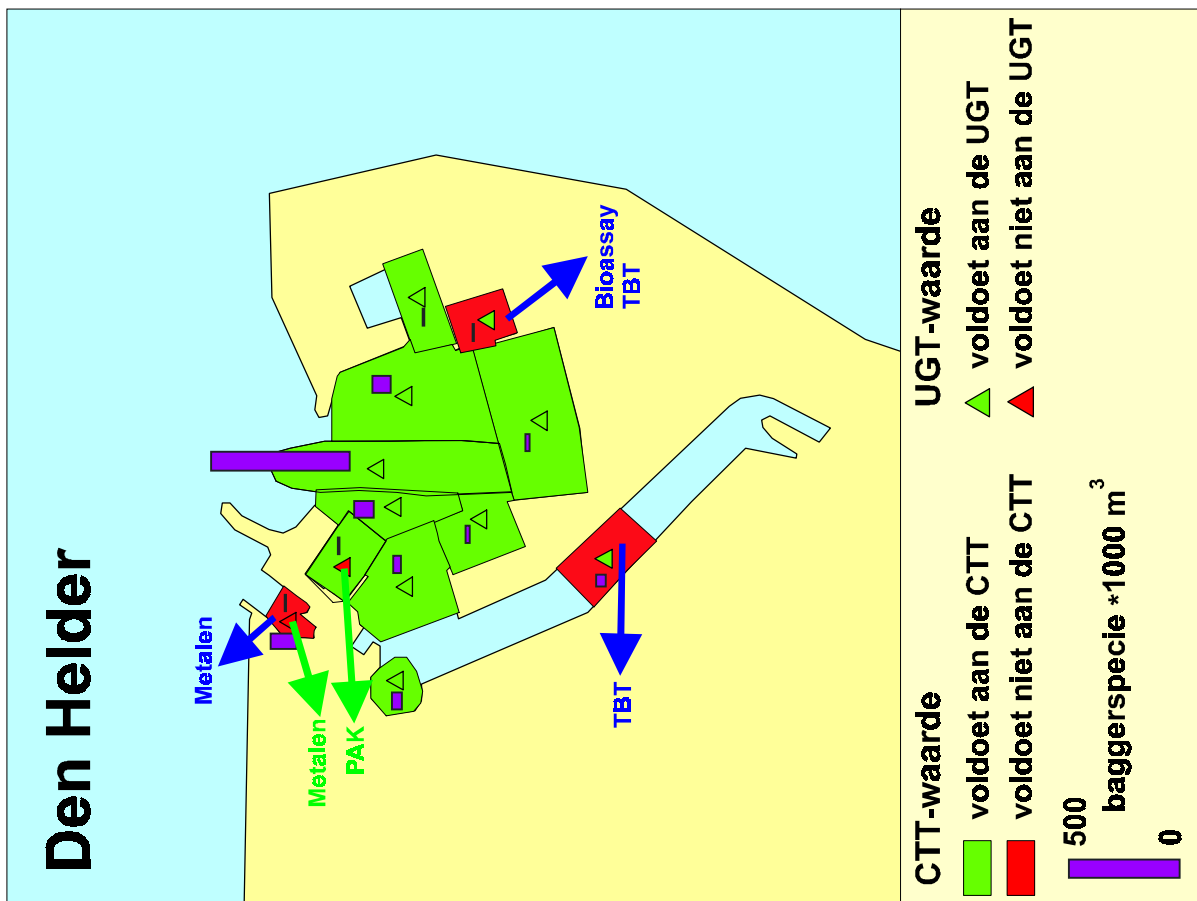 Den Helder
Metalen
Metalen
PAK
TBT
Bioassay
TBT
CTT-waarde
voldoet aan de CTT
voldoet niet aan de CTT
UGT-waarde
voldoet aan de UGT
voldoet niet aan de UGT
500
baggerspecie *1000 m³
0